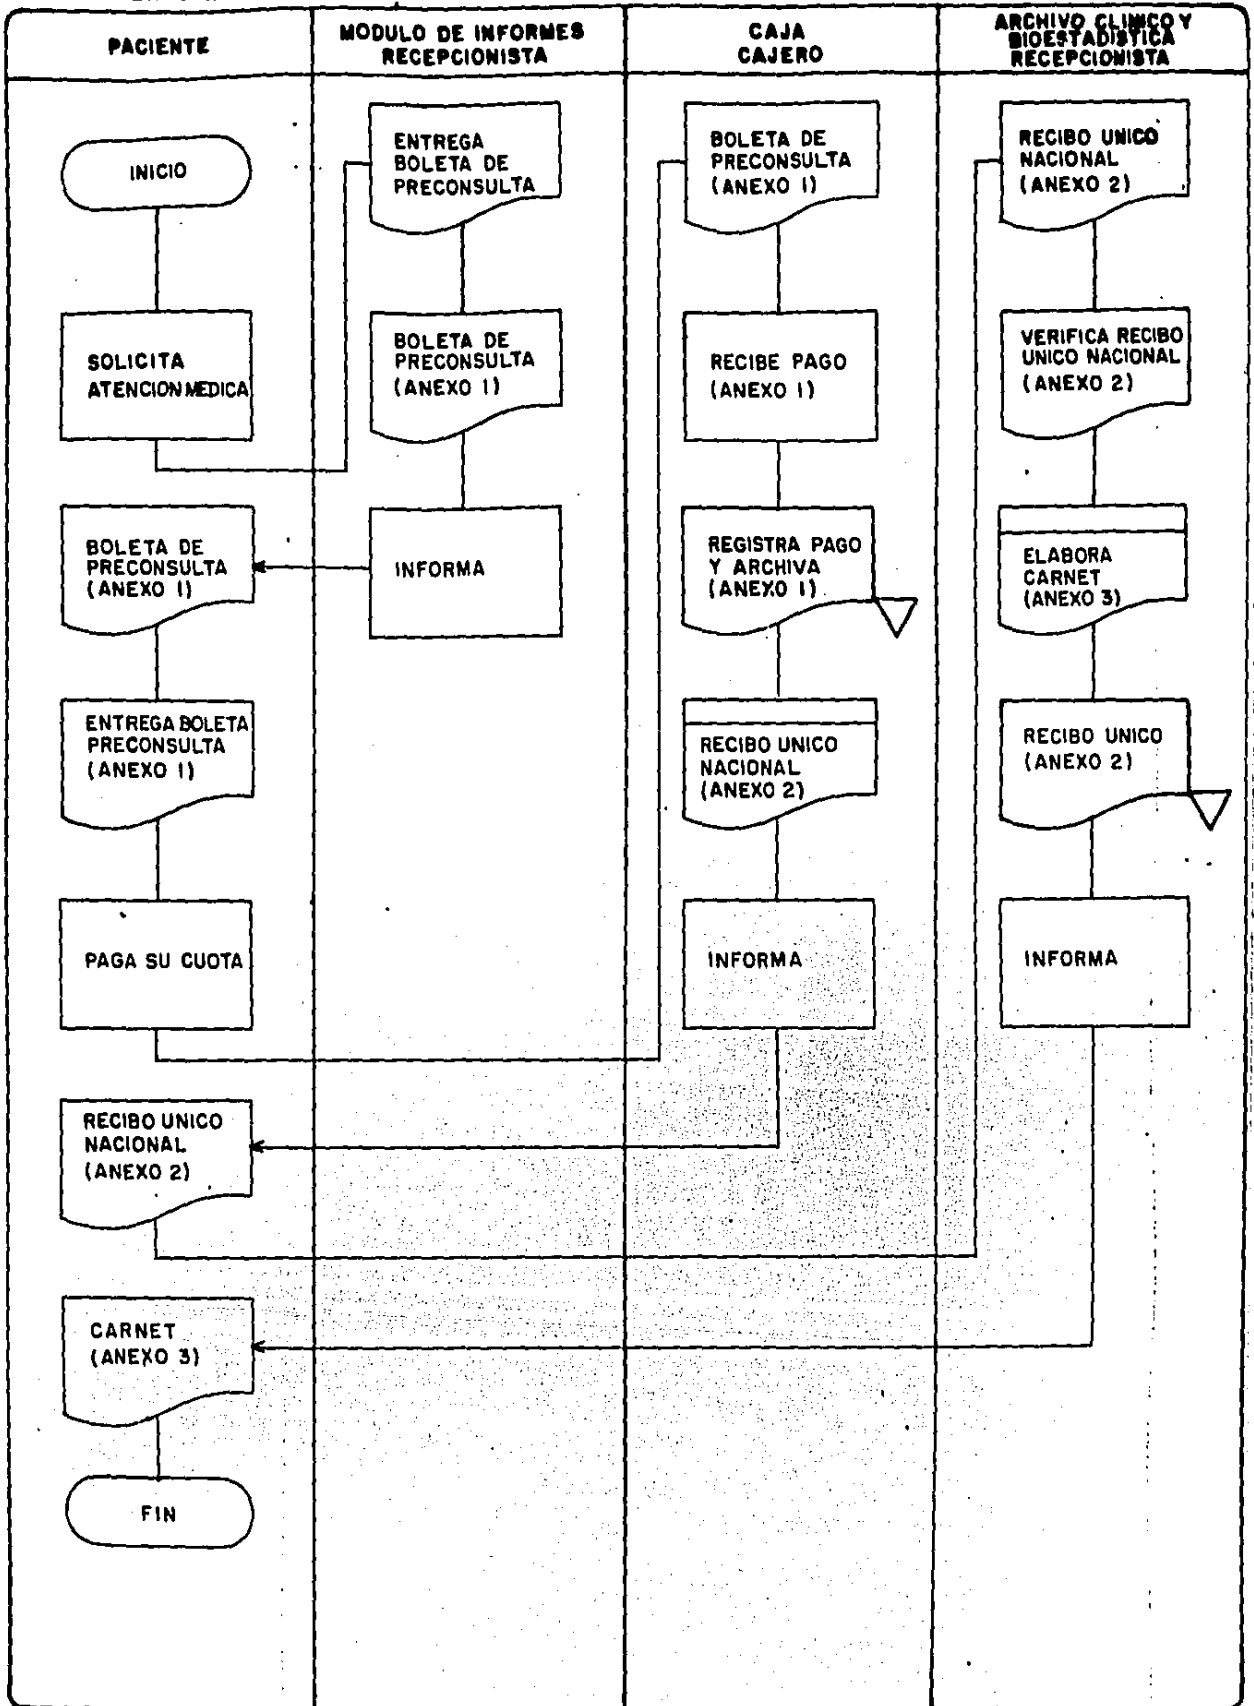 PACIENTE
MODULO DE INFORMES
RECEPCIONISTA
CAJA
CAJERO
ARCHIVO CLINICO Y
BIOESTADISTICA
RECEPCIONISTA
INICIO
SOLICITA
ATENCION MEDICA
BOLETA DE
PRECONSULTA
(ANEXO 1)
ENTREGA BOLETA
PRECONSULTA
(ANEXO 1)
PAGA SU CUOTA
RECIBO UNICO
NACIONAL
(ANEXO 2)
CARNET
(ANEXO 3)
FIN
ENTREGA
BOLETA DE
PRECONSULTA
BOLETA DE
PRECONSULTA
(ANEXO 1)
INFORMA
BOLETA DE
PRECONSULTA
(ANEXO 1)
RECIBE PAGO
(ANEXO 1)
REGISTRA PAGO
Y ARCHIVA
(ANEXO 1)
RECIBO UNICO
NACIONAL
(ANEXO 2)
INFORMA
RECIBO UNICO
NACIONAL
(ANEXO 2)
VERIFICA RECIBO
UNICO NACIONAL
(ANEXO 2)
ELABORA
CARNET
(ANEXO 3)
RECIBO UNICO
(ANEXO 2)
INFORMA